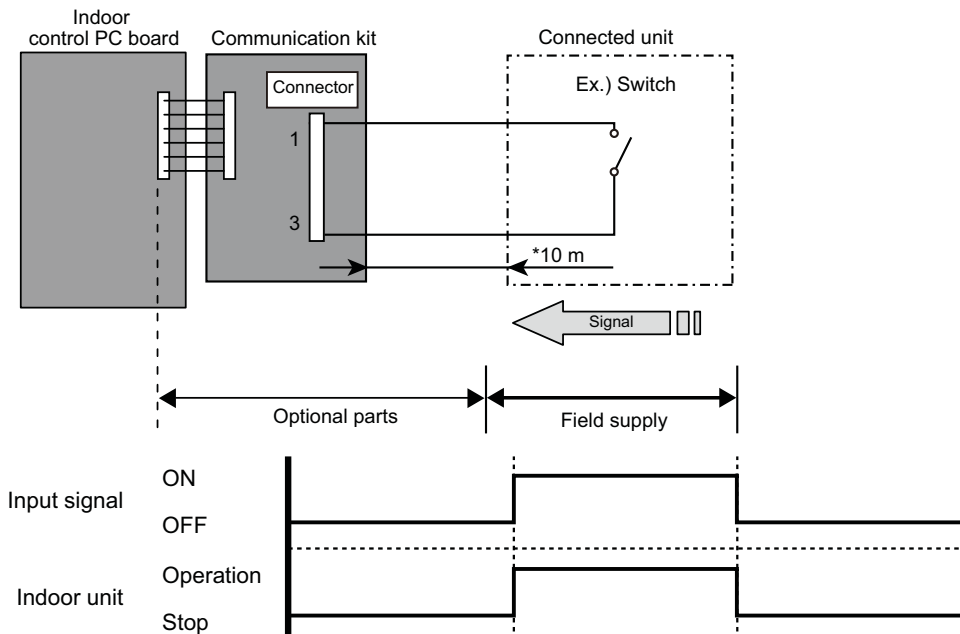 Indoor
control PC board
Communication kit
Connected unit
Connector
Ex.) Switch
1
3
*10 m
Signal
Optional parts
Field supply
Input signal
ON
OFF
Indoor unit
Operation
Stop